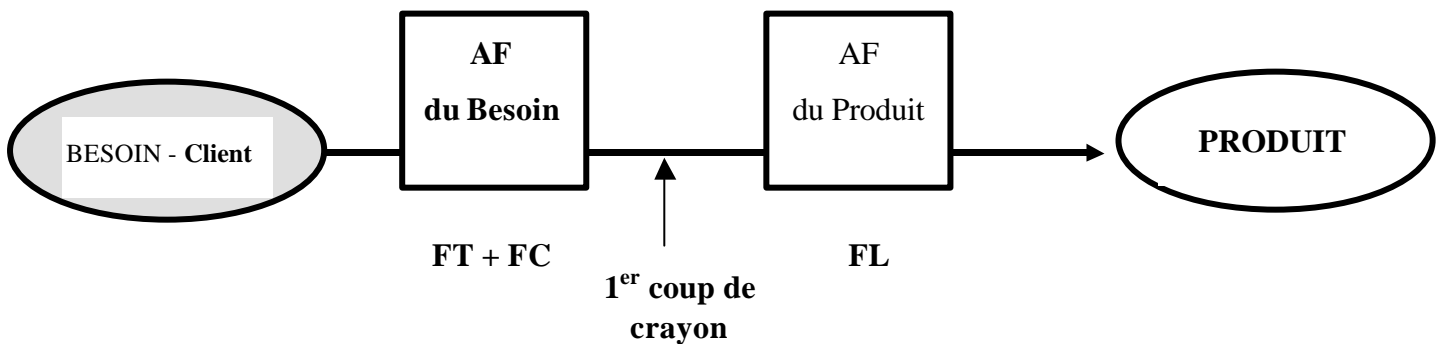 BESOIN - Client
AF
du Besoin
AF
du Produit
PRODUIT
FT + FC
1er coup de
crayon
FL